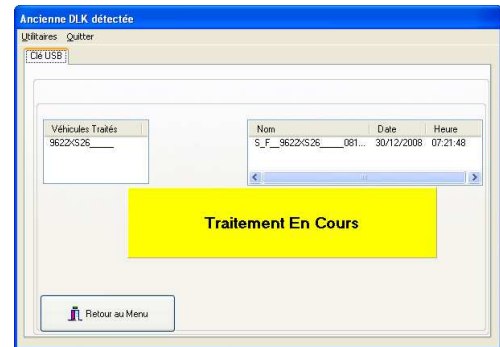 Ancienne DLK détectée
Utilitaires Quitter
Clé USB
Véhicules Traités
9622XS26_____
Nom Date Heure
S_F__9622XS26_____081... 30/12/2008 07:21:48
Traitement En Cours
Retour au Menu